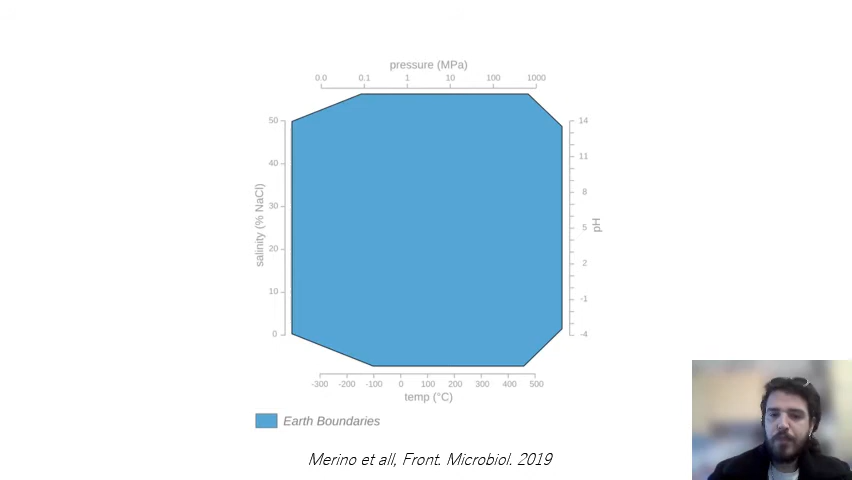 pressure (MPa)
0.0 0.1 1 10 100 1000
50 14
40 11
30 8
20 5
10 2
0 -1
-4
salinity (% NaCl)
pH
-300 -200 -100 0 100 200 300 400 500
temp (°C)
Earth Boundaries
Merino et all, Front. Microbiol. 2019